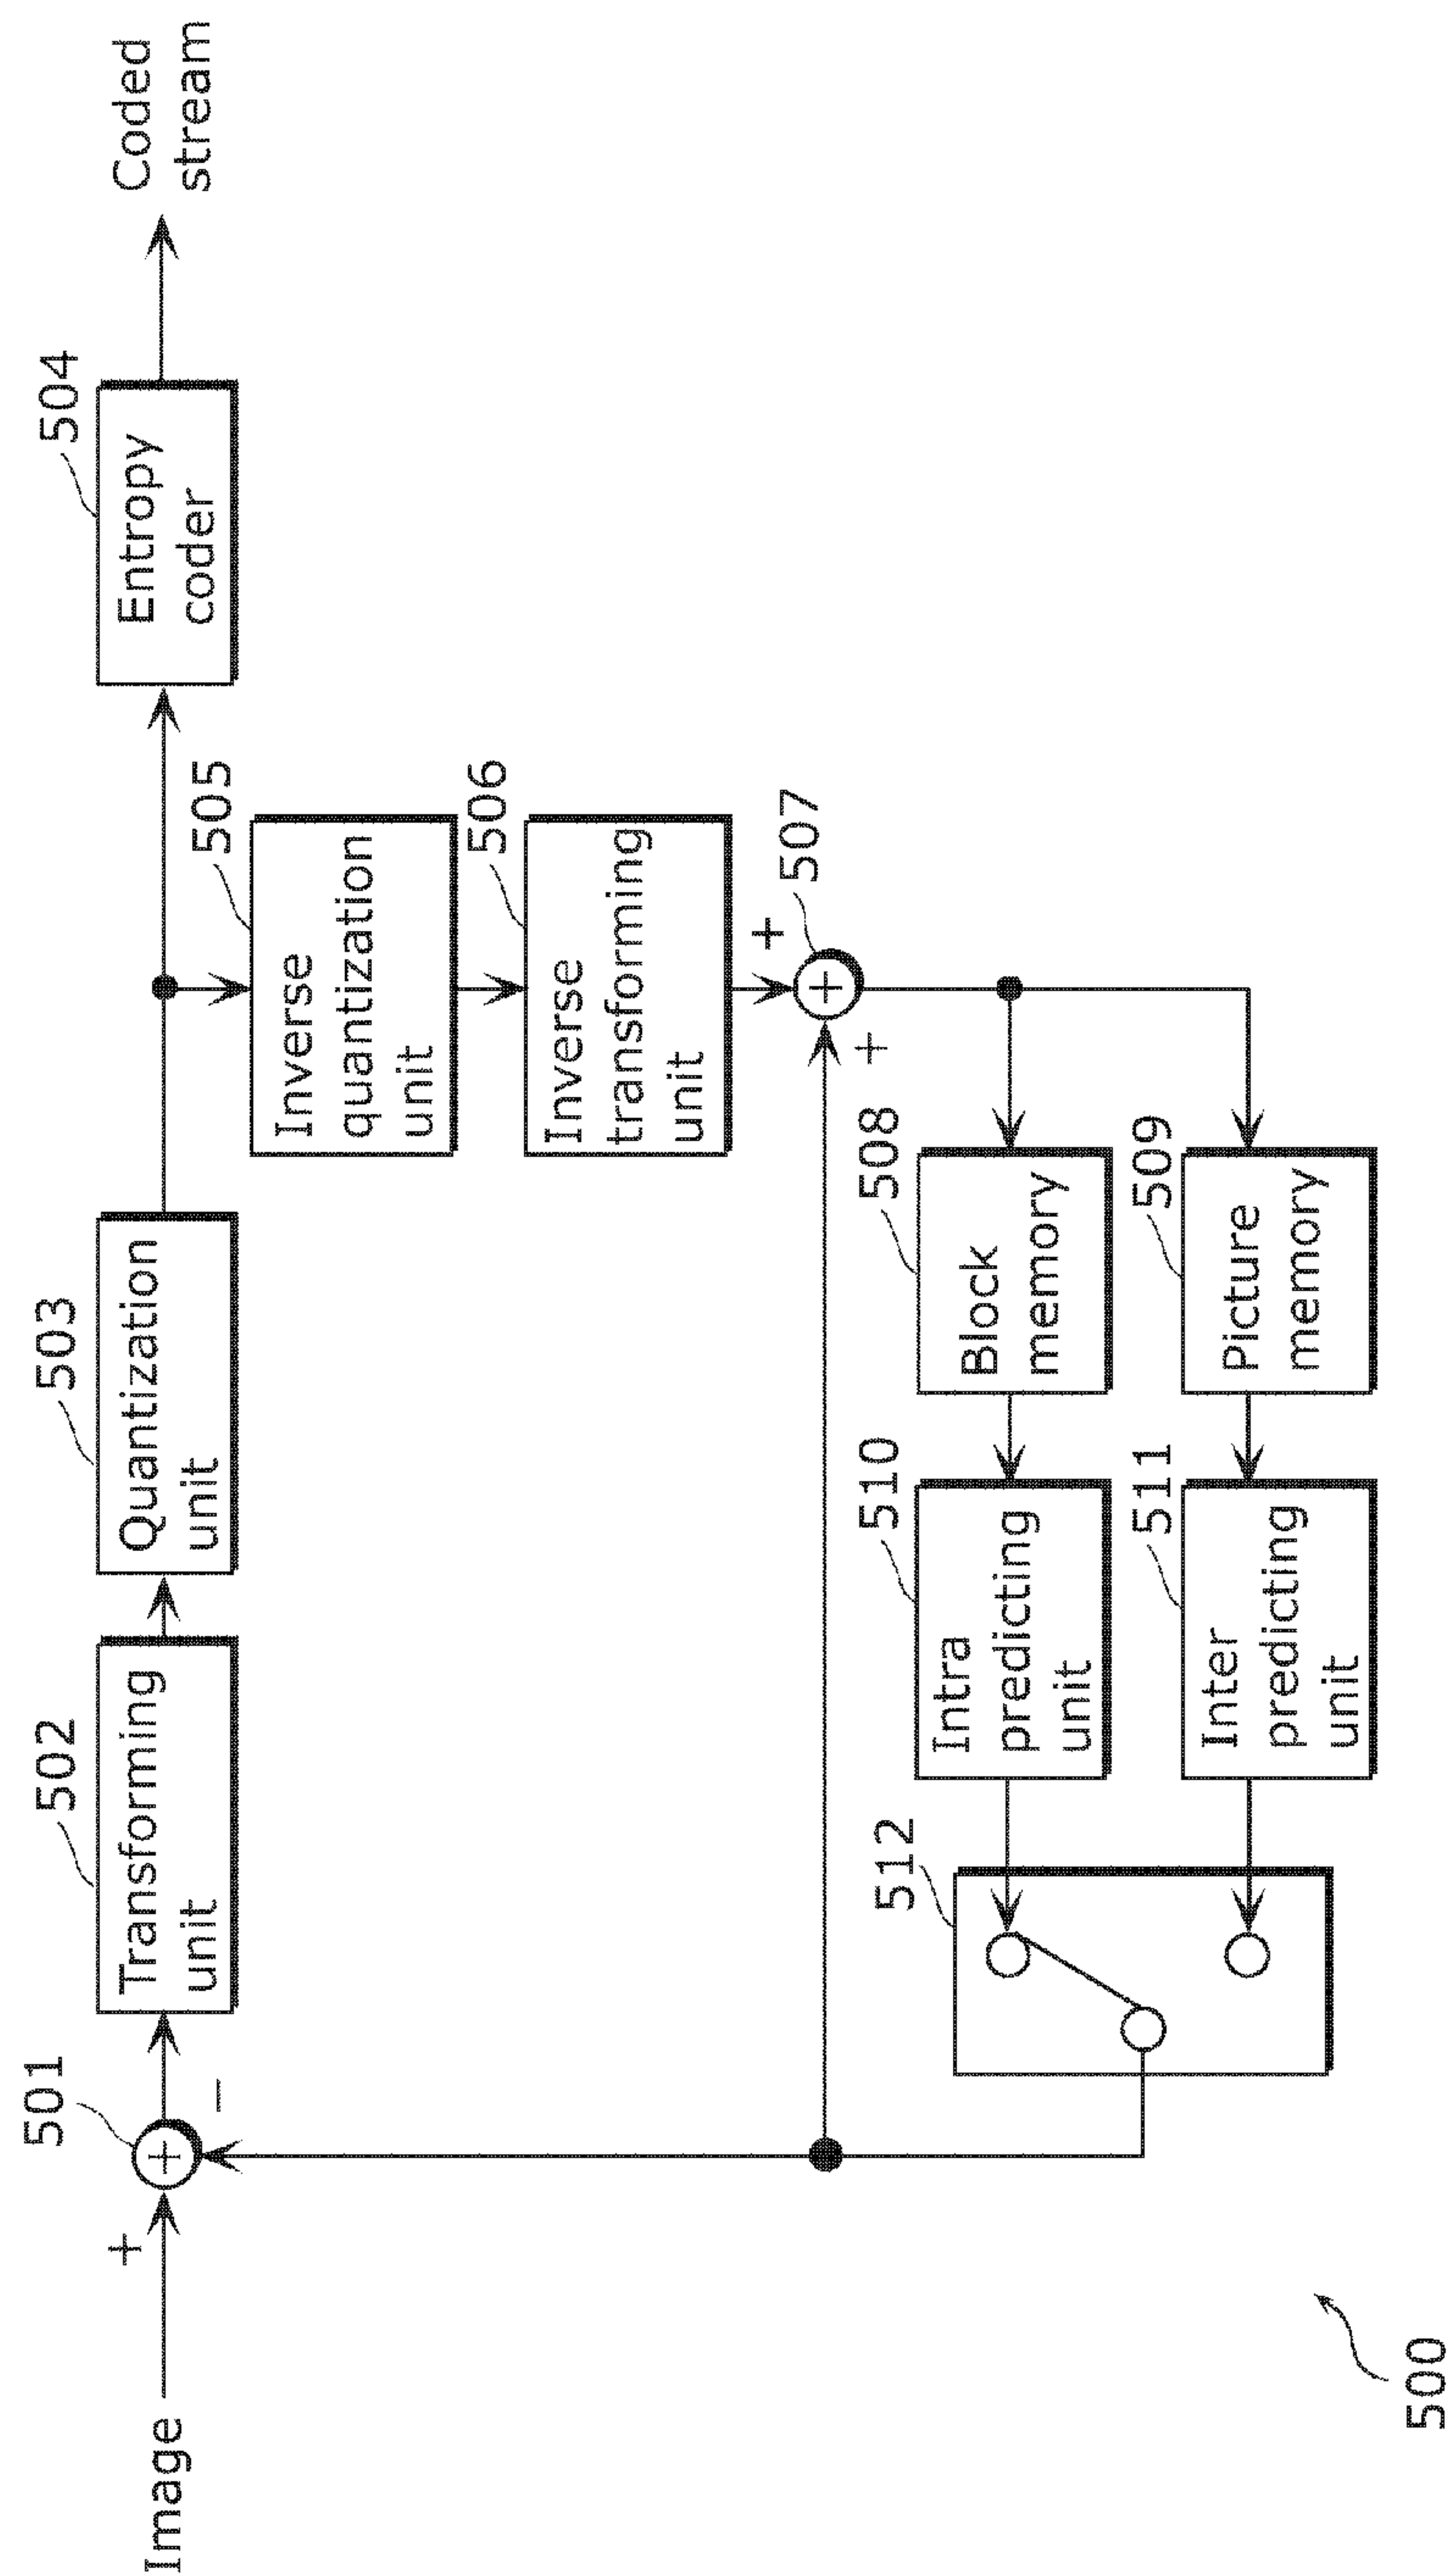 Image
+
501
−
502
Transforming
unit
503
Quantization
unit
504
Entropy
coder
Coded
stream
505
Inverse
quantization
unit
506
Inverse
transforming
unit
+
507
+
+
508
Block
memory
509
Picture
memory
510
Intra
predicting
unit
511
Inter
predicting
unit
512
500